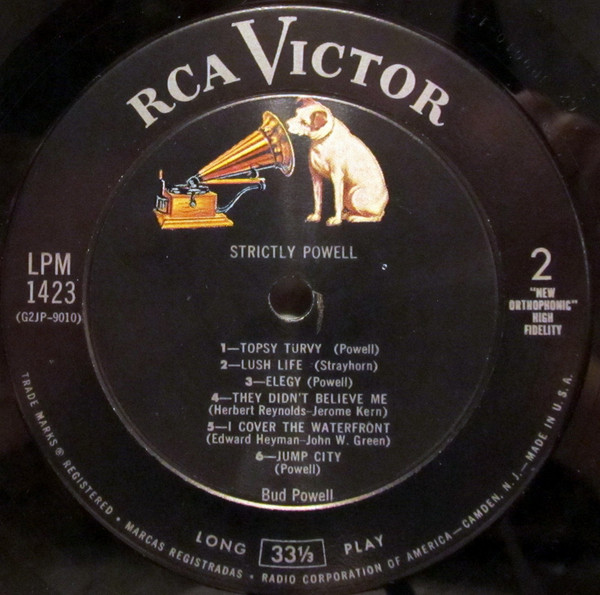 RCA VICTOR
STRICTLY POWELL
LPM
1423
(G2JP-9010)
2
"NEW
ORTHOPHONIC"
HIGH
FIDELITY
1—TOPSY TURVY (Powell)
2—LUSH LIFE (Strayhorn)
3—ELEGY (Powell)
4—THEY DIDN'T BELIEVE ME
(Herbert Reynolds-Jerome Kern)
5—I COVER THE WATERFRONT
(Edward Heyman-John W. Green)
6—JUMP CITY
(Powell)
Bud Powell
LONG 33⅓ PLAY
TRADE MARKS ® REGISTERED • MARCAS REGISTRADAS • RADIO CORPORATION OF AMERICA—CAMDEN, N. J.—MADE IN U.S.A.